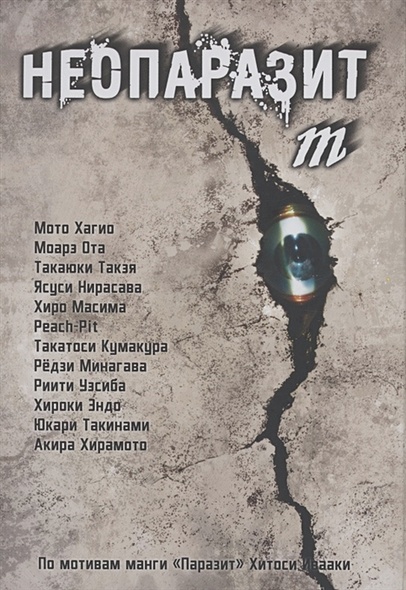 НЕОПАРАЗИТ
m
Мото Хагио
Моарэ Ота
Такаюки Такэя
Ясуси Нирасава
Хиро Масима
Peach-Pit
Такатоси Кумакура
Рёдзи Минагава
Риити Уэсиба
Хироки Эндо
Юкари Такинами
Акира Хирамото
По мотивам манги «Паразит» Хитоси Иваaки